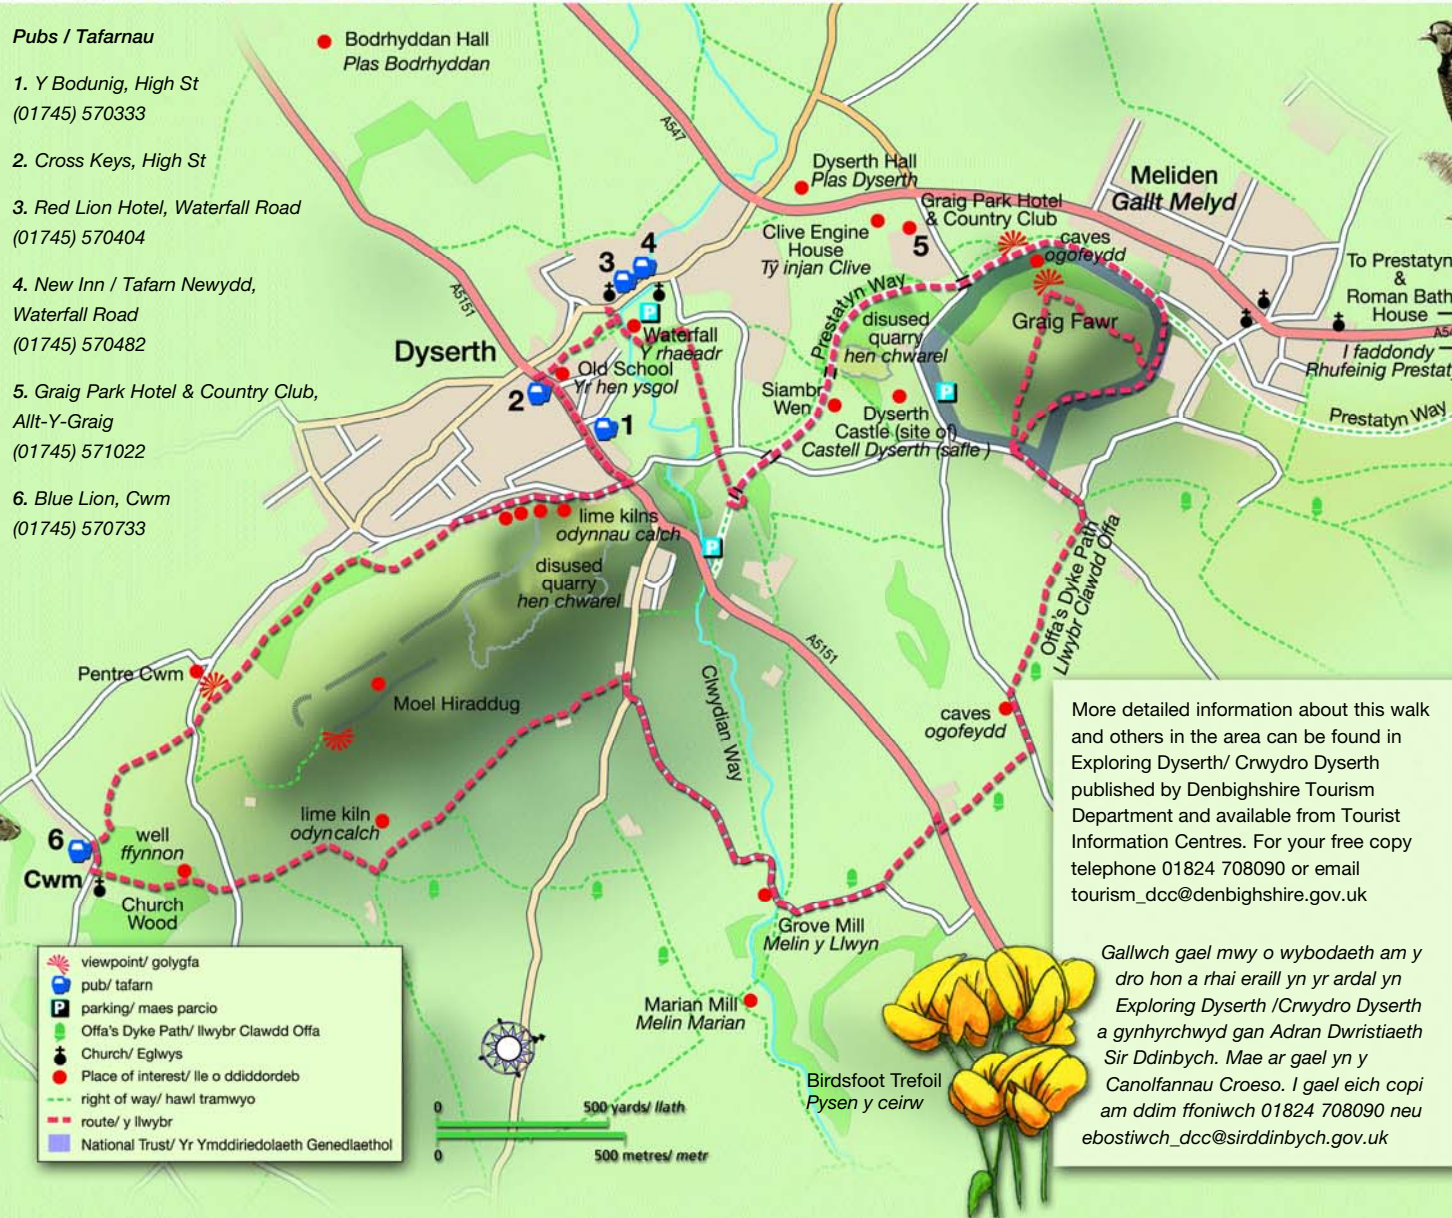 Pubs / Tafarnau
1. Y Bodunig, High St
(01745) 570333
2. Cross Keys, High St
3. Red Lion Hotel, Waterfall Road
(01745) 570404
4. New Inn / Tafarn Newydd,
Waterfall Road
(01745) 570482
5. Graig Park Hotel & Country Club,
Allt-Y-Graig
(01745) 571022
6. Blue Lion, Cwm
(01745) 570733
Bodrhyddan Hall
Plas Bodrhyddan
A547
A5151
Dyserth Hall
Plas Dyserth
Graig Park Hotel
& Country Club
5
Clive Engine
House
Tŷ injan Clive
Meliden
Gallt Melyd
caves
ogofeydd
To Prestatyn
&
Roman Bath
House
I faddondy
Rhufeinig Prestat
Prestatyn Way
Prestatyn Way
Graig Fawr
disused
quarry
hen chwarel
Siambr
Wen
Dyserth
Castle (site of)
Castell Dyserth (safle )
4
3
P
Waterfall
Y rhaeadr
Dyserth
Old School
Yr hen ysgol
2
1
P
lime kilns
odynnau calch
disused
quarry
hen chwarel
P
A5151
Offa's Dyke Path
Llwybr Clawdd Offa
Pentre Cwm
Moel Hiraddug
Clwydian Way
caves
ogofeydd
lime kiln
odyn calch
6
Cwm
well
ffynnon
Church
Wood
Grove Mill
Melin y Llwyn
Marian Mill
Melin Marian
Birdsfoot Trefoil
Pysen y ceirw
viewpoint/ golygfa
pub/ tafarn
P parking/ maes parcio
Offa's Dyke Path/ llwybr Clawdd Offa
Church/ Eglwys
Place of interest/ lle o ddiddordeb
right of way/ hawl tramwyo
route/ y llwybr
National Trust/ Yr Ymddiriedolaeth Genedlaethol
0 500 yards/ llath
0 500 metres/ metr
More detailed information about this walk
and others in the area can be found in
Exploring Dyserth/ Crwydro Dyserth
published by Denbighshire Tourism
Department and available from Tourist
Information Centres. For your free copy
telephone 01824 708090 or email
tourism_dcc@denbighshire.gov.uk
Gallwch gael mwy o wybodaeth am y
dro hon a rhai eraill yn yr ardal yn
Exploring Dyserth /Crwydro Dyserth
a gynhyrchwyd gan Adran Dwristiaeth
Sir Ddinbych. Mae ar gael yn y
Canolfannau Croeso. I gael eich copi
am ddim ffoniwch 01824 708090 neu
ebostiwch_dcc@sirddinbych.gov.uk